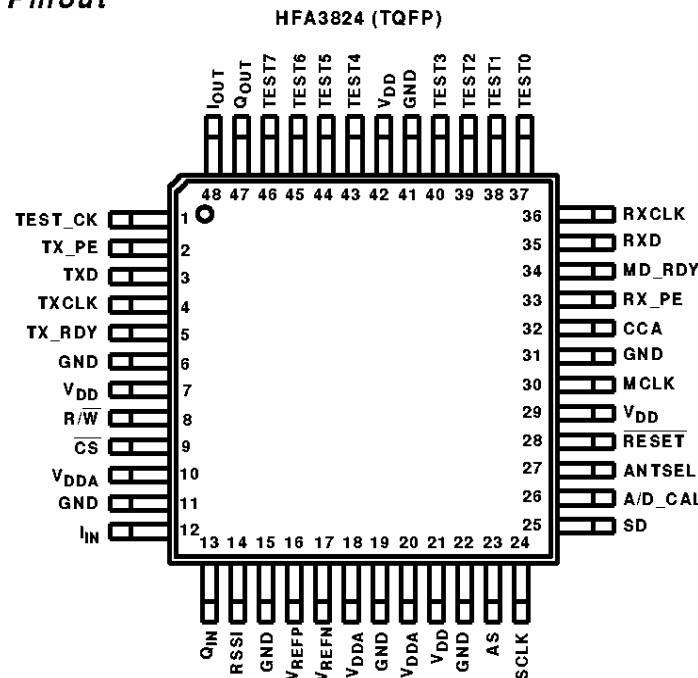 Pinout
HFA3824 (TQFP)
IOUT
QOUT
TEST7
TEST6
TEST5
TEST4
VDD
GND
TEST3
TEST2
TEST1
TEST0
48 47 46 45 44 43 42 41 40 39 38 37
TEST_CK 1
TX_PE 2
TXD 3
TXCLK 4
TX_RDY 5
GND 6
VDD 7
R/W̅ 8
C̅S̅ 9
VDDA 10
GND 11
IIN 12
36 RXCLK
35 RXD
34 MD_RDY
33 RX_PE
32 CCA
31 GND
30 MCLK
29 VDD
28 R̅E̅S̅E̅T̅
27 ANTSEL
26 A/D_CAL
25 SD
13 14 15 16 17 18 19 20 21 22 23 24
QIN
RSSI
GND
VREFP
VREFN
VDDA
GND
VDDA
VDD
GND
AS
SCLK